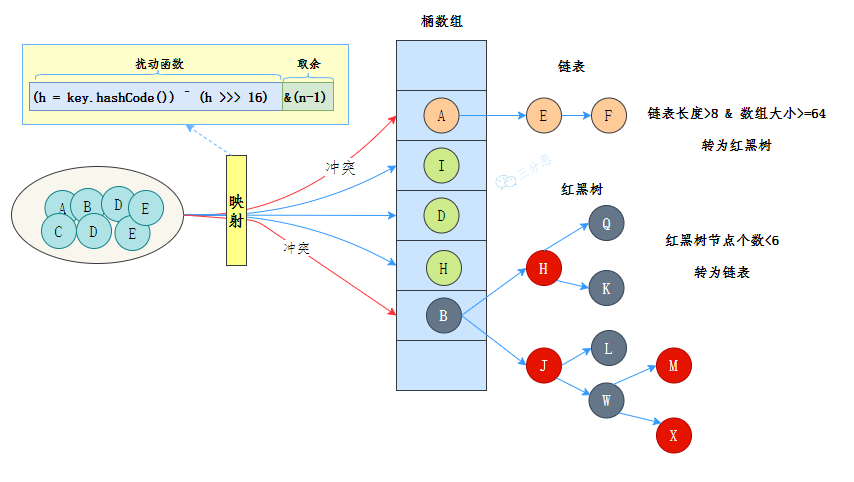 桶数组
扰动函数
取余
(h = key.hashCode()) ^ (h >>> 16) &(n-1)
链表
A
E
F
链表长度>8 & 数组大小>=64
转为红黑树
冲突
I
三分恶
映射
A
B
D
E
C
D
E
红黑树
D
Q
红黑树节点个数<6
转为链表
冲突
H
H
K
B
J
L
M
W
X